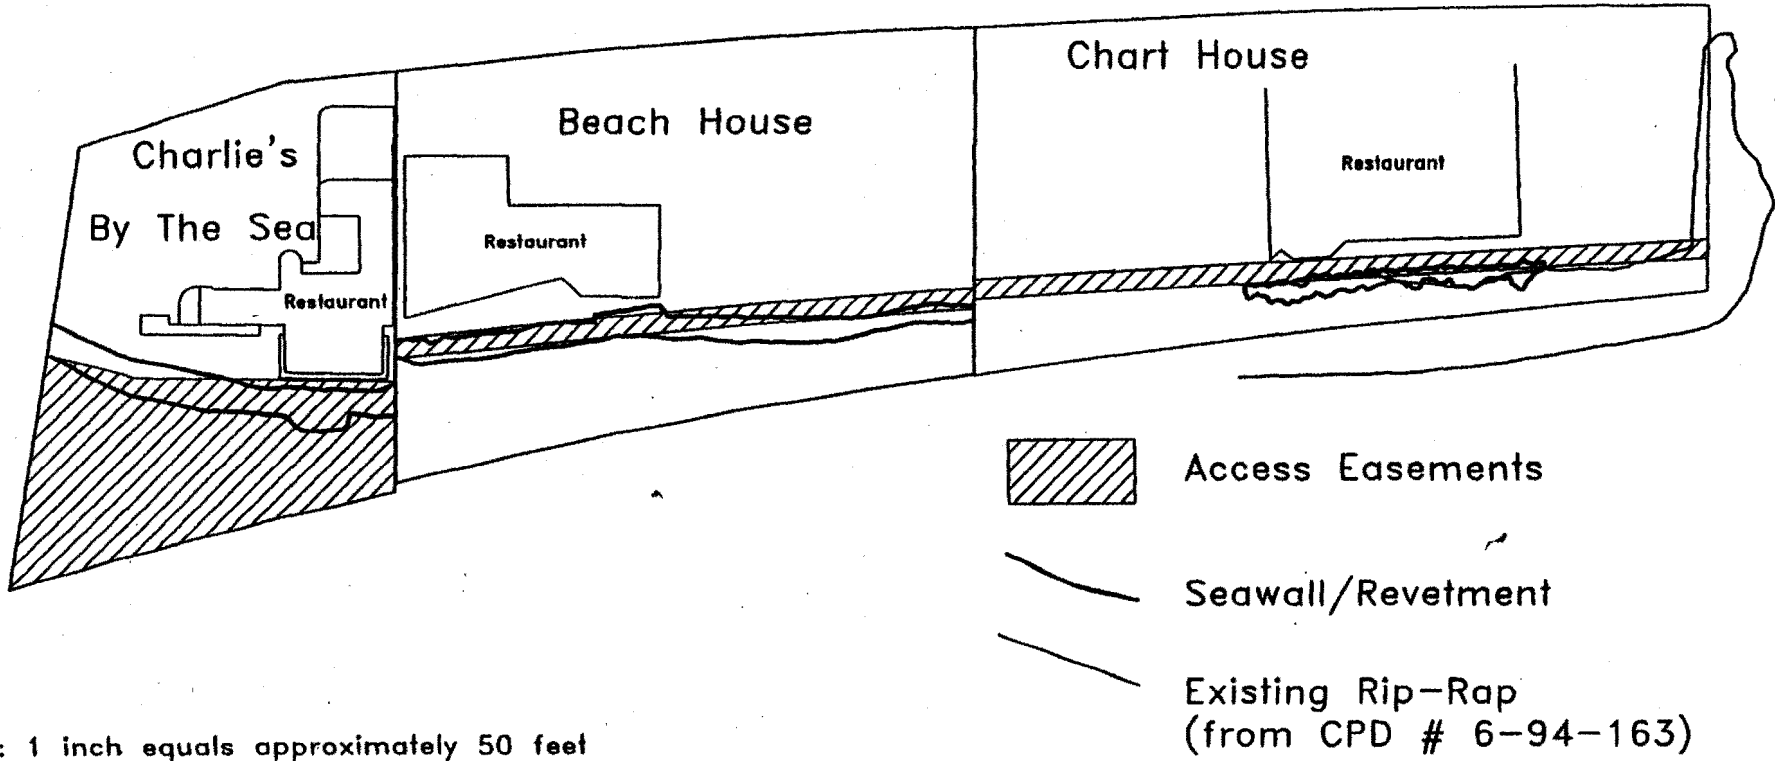 Chart House
Beach House
Charlie's
By The Sea
Restaurant
Restaurant
Restaurant
Access Easements
Seawall/Revetment
Existing Rip-Rap
(from CPD # 6-94-163)
: 1 inch equals approximately 50 feet